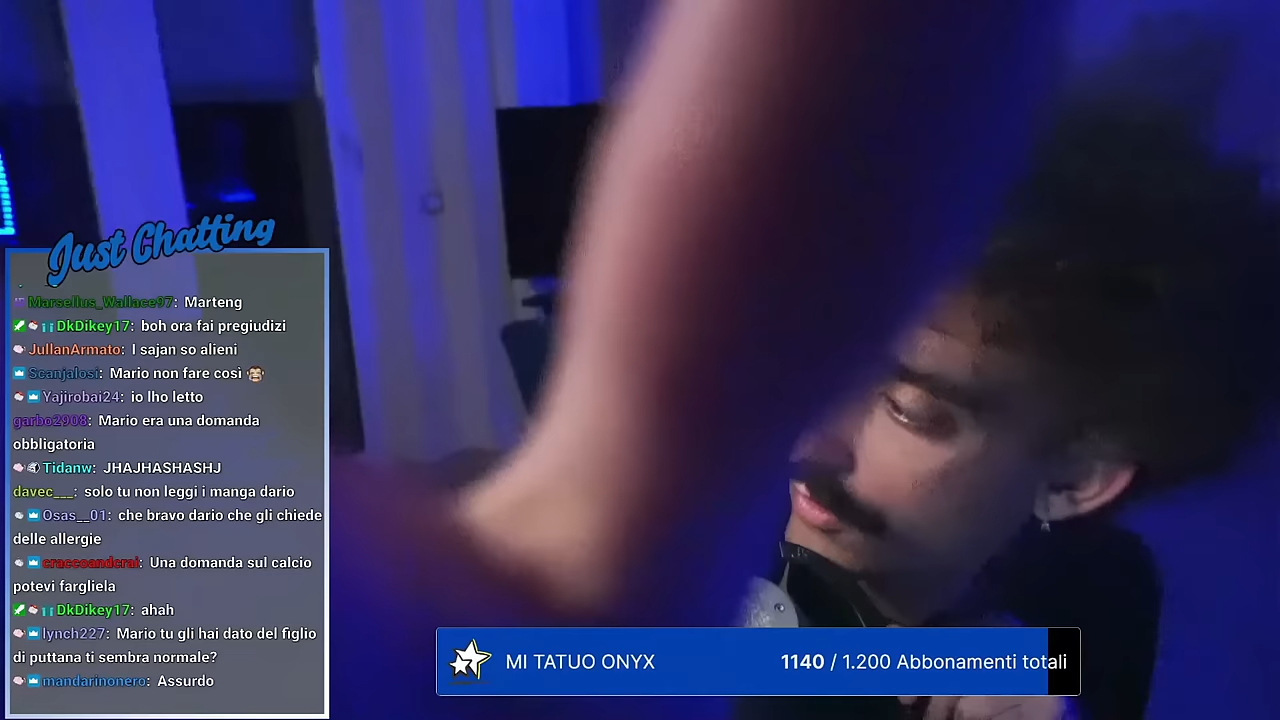 Just Chatting
Marsellus_Wallace97: Marteng
DkDikey17: boh ora fai pregiudizi
JullanArmato: I sajan so alieni
Scanjalosi: Mario non fare così
Yajirobai24: io lho letto
garbo2908: Mario era una domanda
obbligatoria
Tidanw: JHAJHASHASHJ
davec___: solo tu non leggi i manga dario
Osas__01: che bravo dario che gli chiede
delle allergie
craccoanderai: Una domanda sul calcio
potevi fargliela
DkDikey17: ahah
lynch227: Mario tu gli hai dato del figlio
di puttana ti sembra normale?
mandarinonero: Assurdo
MI TATUO ONYX 1140 / 1.200 Abbonamenti totali